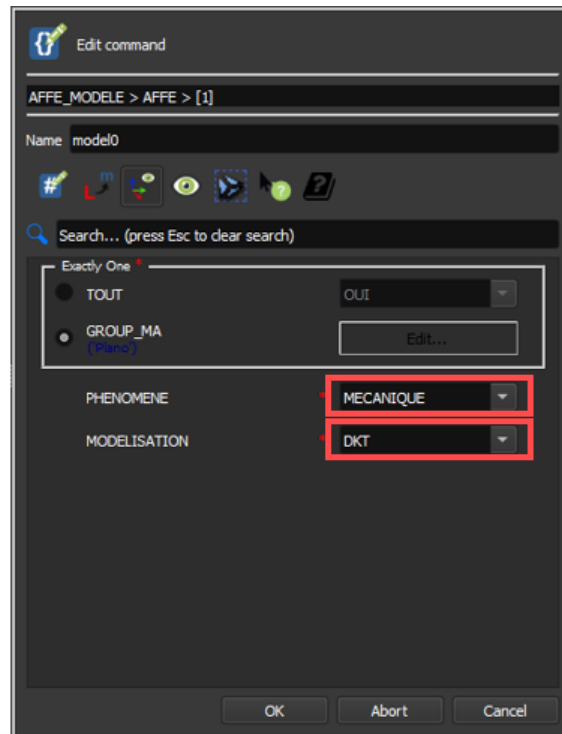 Edit command
AFFE_MODELE > AFFE > [1]
Name model0
Search... (press Esc to clear search)
Exactly One *
TOUT OUI
GROUP_MA Edit...
('Piano')
PHENOMENE * MECANIQUE
MODELISATION * DKT
OK Abort Cancel